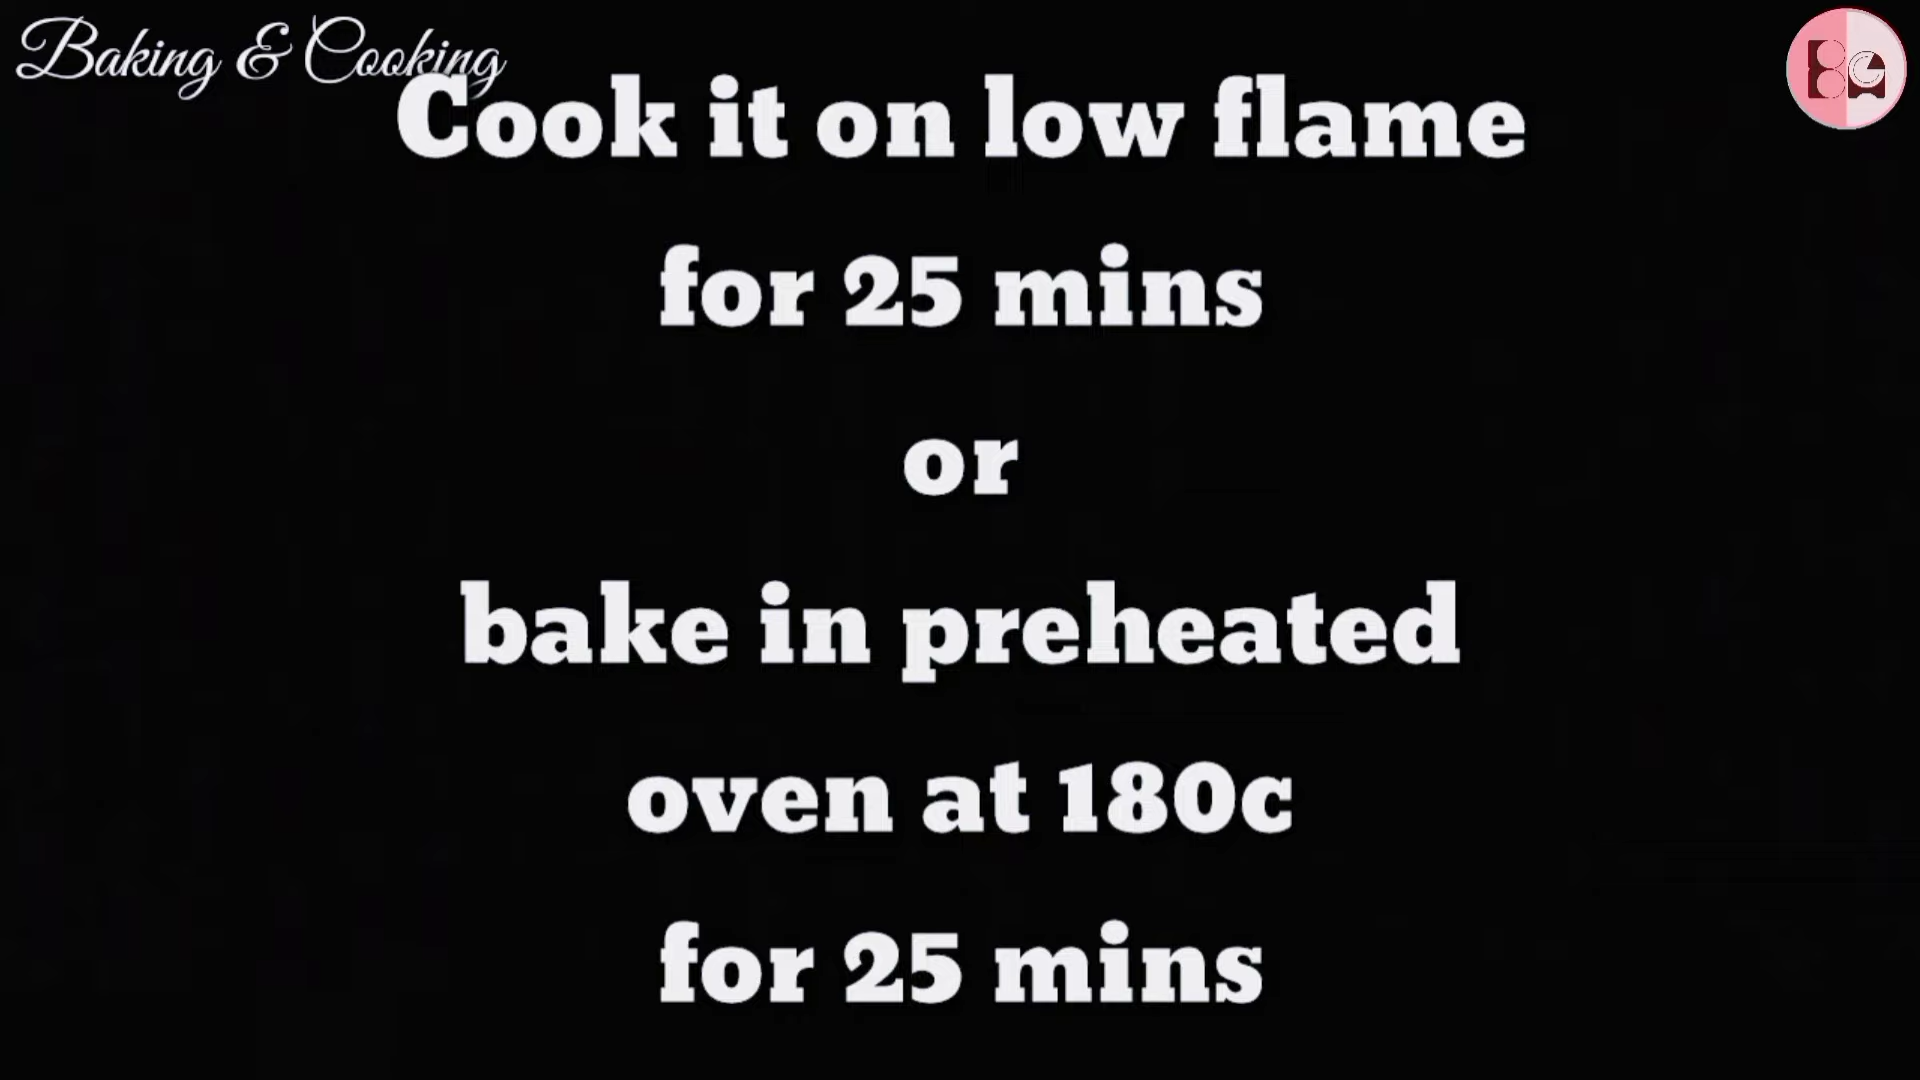 Baking & Cooking
Cook it on low flame
for 25 mins
or
bake in preheated
oven at 180c
for 25 mins